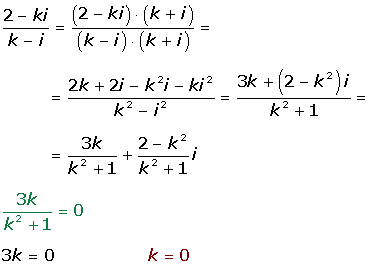 (2 − ki)/(k − i) = ((2 − ki)·(k + i))/((k − i)·(k + i)) =
= (2k + 2i − k²i − ki²)/(k² − i²) = (3k + (2 − k²)i)/(k² + 1) =
= 3k/(k² + 1) + (2 − k²)/(k² + 1) i
3k/(k² + 1) = 0
3k = 0 k = 0